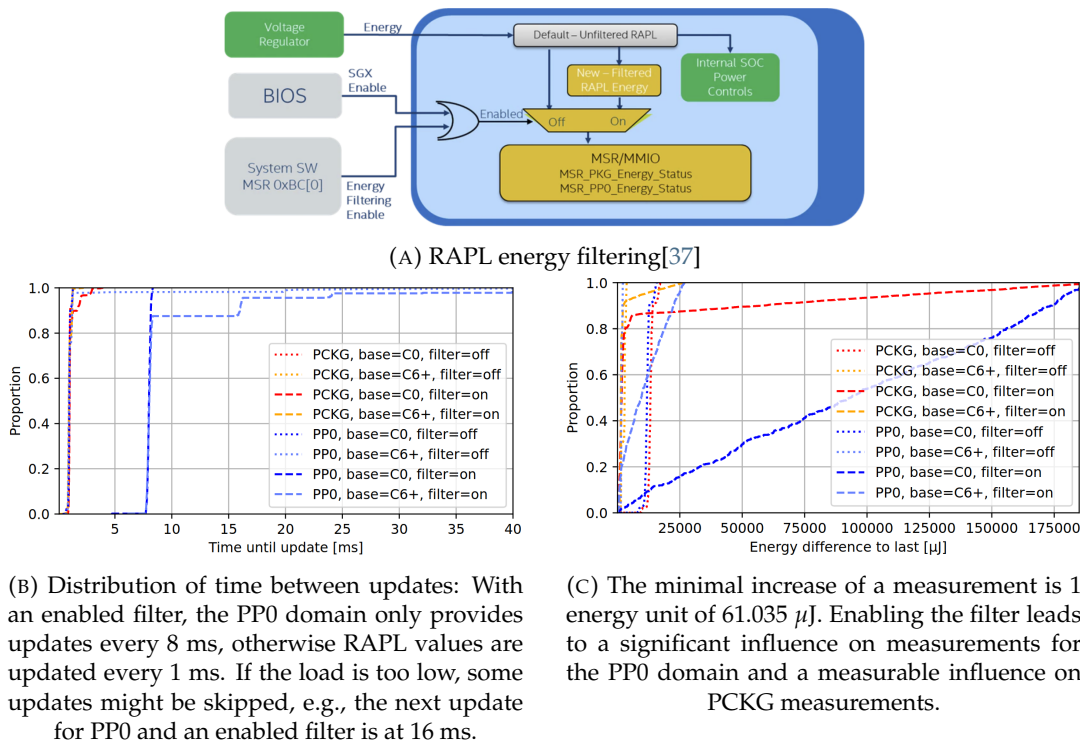 Voltage
Regulator
Energy
Default – Unfiltered RAPL
New – Filtered
RAPL Energy
Internal SOC
Power
Controls
BIOS
SGX
Enable
Enabled
Off
On
System SW
MSR 0xBC[0]
Energy
Filtering
Enable
MSR/MMIO
MSR_PKG_Energy_Status
MSR_PP0_Energy_Status
(A) RAPL energy filtering[37]
Proportion
1.0
0.8
0.6
0.4
0.2
0.0
PCKG, base=C0, filter=off
PCKG, base=C6+, filter=off
PCKG, base=C0, filter=on
PCKG, base=C6+, filter=on
PP0, base=C0, filter=off
PP0, base=C6+, filter=off
PP0, base=C0, filter=on
PP0, base=C6+, filter=on
5 10 15 20 25 30 35 40
Time until update [ms]
Proportion
1.0
0.8
0.6
0.4
0.2
0.0
PCKG, base=C0, filter=off
PCKG, base=C6+, filter=off
PCKG, base=C0, filter=on
PCKG, base=C6+, filter=on
PP0, base=C0, filter=off
PP0, base=C6+, filter=off
PP0, base=C0, filter=on
PP0, base=C6+, filter=on
25000 50000 75000 100000 125000 150000 175000
Energy difference to last [µJ]
(B) Distribution of time between updates: With
an enabled filter, the PP0 domain only provides
updates every 8 ms, otherwise RAPL values are
updated every 1 ms. If the load is too low, some
updates might be skipped, e.g., the next update
for PP0 and an enabled filter is at 16 ms.
(C) The minimal increase of a measurement is 1
energy unit of 61.035 µJ. Enabling the filter leads
to a significant influence on measurements for
the PP0 domain and a measurable influence on
PCKG measurements.